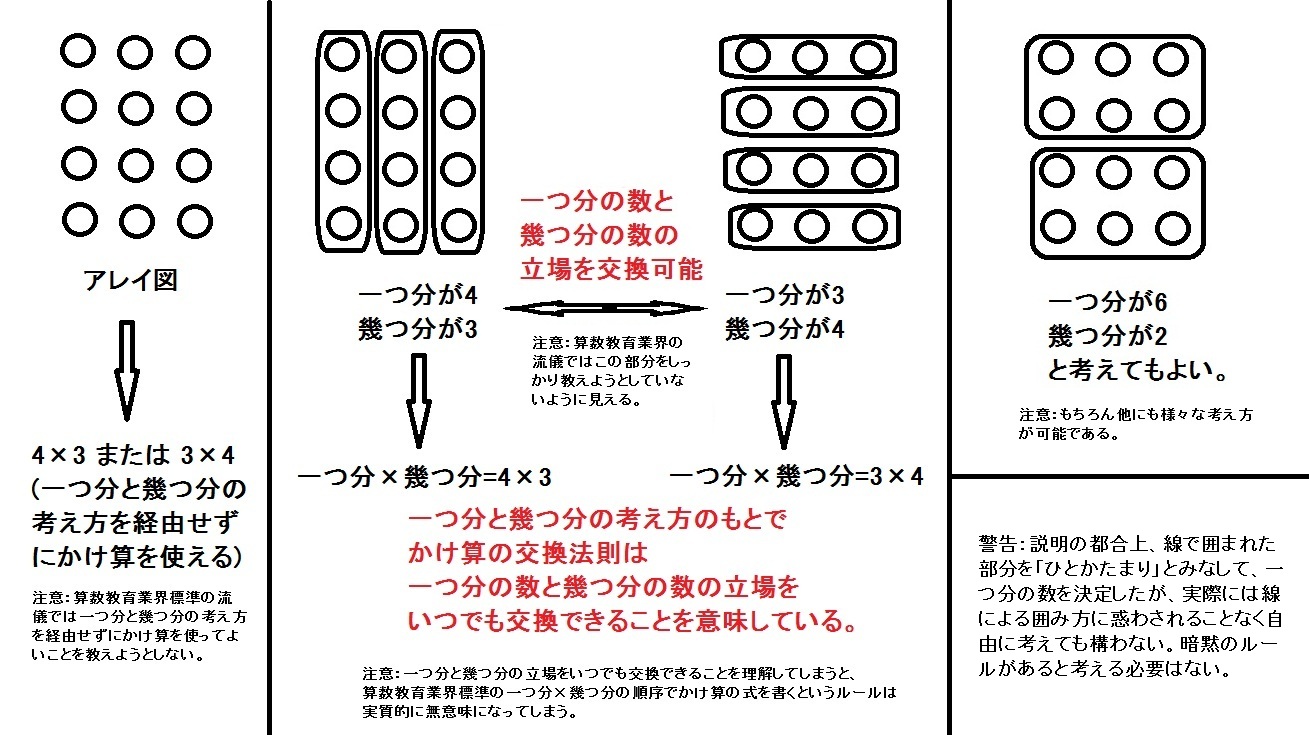 アレイ図
4×3 または 3×4
(一つ分と幾つ分の
考え方を経由せず
にかけ算を使える)
注意：算数教育業界標準の流
儀では一つ分と幾つ分の考え方
を経由せずにかけ算を使ってよ
いことを教えようとしない。
一つ分の数と
幾つ分の数の
立場を交換可能
一つ分が4
幾つ分が3
一つ分が3
幾つ分が4
注意：算数教育業界の
流儀ではこの部分をしっ
かり教えようとしていな
いように見える。
一つ分×幾つ分=4×3
一つ分×幾つ分=3×4
一つ分と幾つ分の考え方のもとで
かけ算の交換法則は
一つ分の数と幾つ分の数の立場を
いつでも交換できることを意味している。
注意：一つ分と幾つ分の立場をいつでも交換できることを理解してしまうと、
算数教育業界標準の一つ分×幾つ分の順序でかけ算の式を書くというルールは
実質的に無意味になってしまう。
一つ分が6
幾つ分が2
と考えてもよい。
注意：もちろん他にも様々な考え方
が可能である。
警告：説明の都合上、線で囲まれた
部分を「ひとかたまり」とみなして、一
つ分の数を決定したが、実際には線
による囲み方に惑わされることなく自
由に考えても構わない。暗黙のルー
ルがあると考える必要はない。